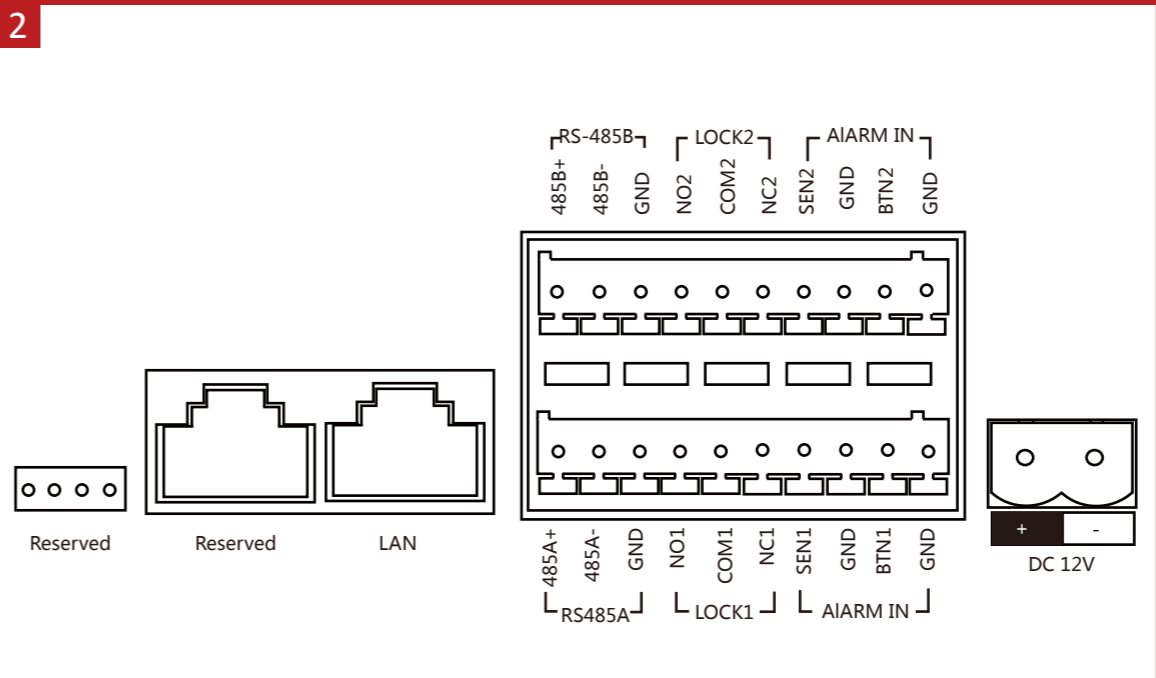 2
RS-485B LOCK2 AlARM IN
485B+ 485B- GND NO2 COM2 NC2 SEN2 GND BTN2 GND
+ -
Reserved Reserved LAN DC 12V
485A+ 485A- GND NO1 COM1 NC1 SEN1 GND BTN1 GND
RS485A LOCK1 AlARM IN